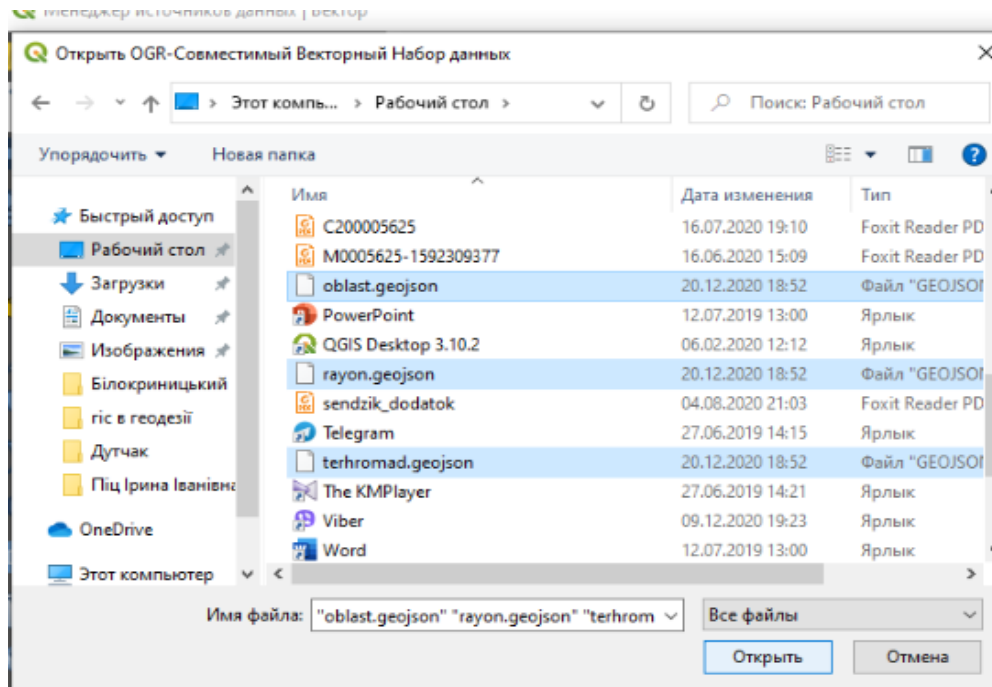 Менеджер источников данных | Вектор
Открыть OGR-Совместимый Векторный Набор данных
Этот компь... > Рабочий стол >
Поиск: Рабочий стол
Упорядочить Новая папка
Имя Дата изменения Тип
Быстрый доступ
Рабочий стол
Загрузки
Документы
Изображения
Білокриницький
гіс в геодезії
Дутчак
Піц Ірина Іванівна
OneDrive
Этот компьютер
C200005625 16.07.2020 19:10 Foxit Reader PD
M0005625-1592309377 16.06.2020 15:09 Foxit Reader PD
oblast.geojson 20.12.2020 18:52 Файл "GEOJSON
PowerPoint 12.07.2019 13:00 Ярлык
QGIS Desktop 3.10.2 06.02.2020 12:12 Ярлык
rayon.geojson 20.12.2020 18:52 Файл "GEOJSON
sendzik_dodatok 04.08.2020 21:03 Foxit Reader PD
Telegram 27.06.2019 14:15 Ярлык
terhromad.geojson 20.12.2020 18:52 Файл "GEOJSON
The KMPlayer 27.06.2019 14:21 Ярлык
Viber 09.12.2020 19:23 Ярлык
Word 12.07.2019 13:00 Ярлык
Имя файла: "oblast.geojson" "rayon.geojson" "terhrom
Все файлы
Открыть Отмена